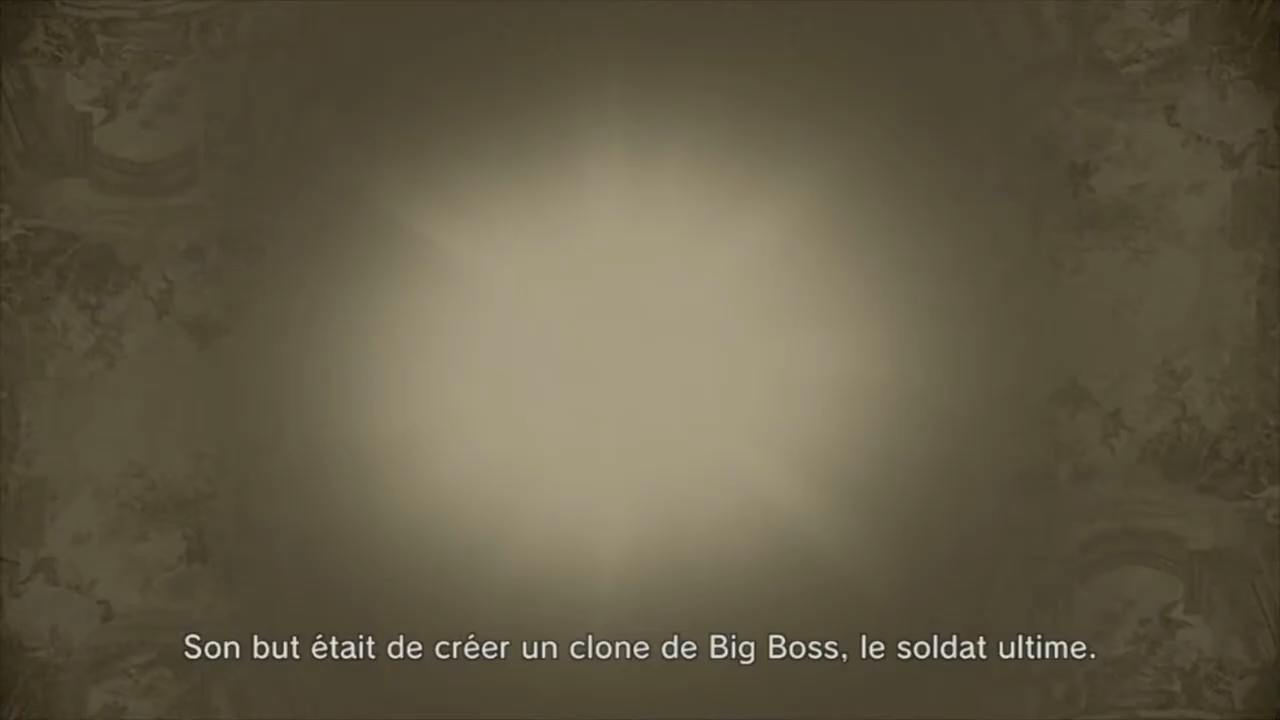 Son but était de créer un clone de Big Boss, le soldat ultime.